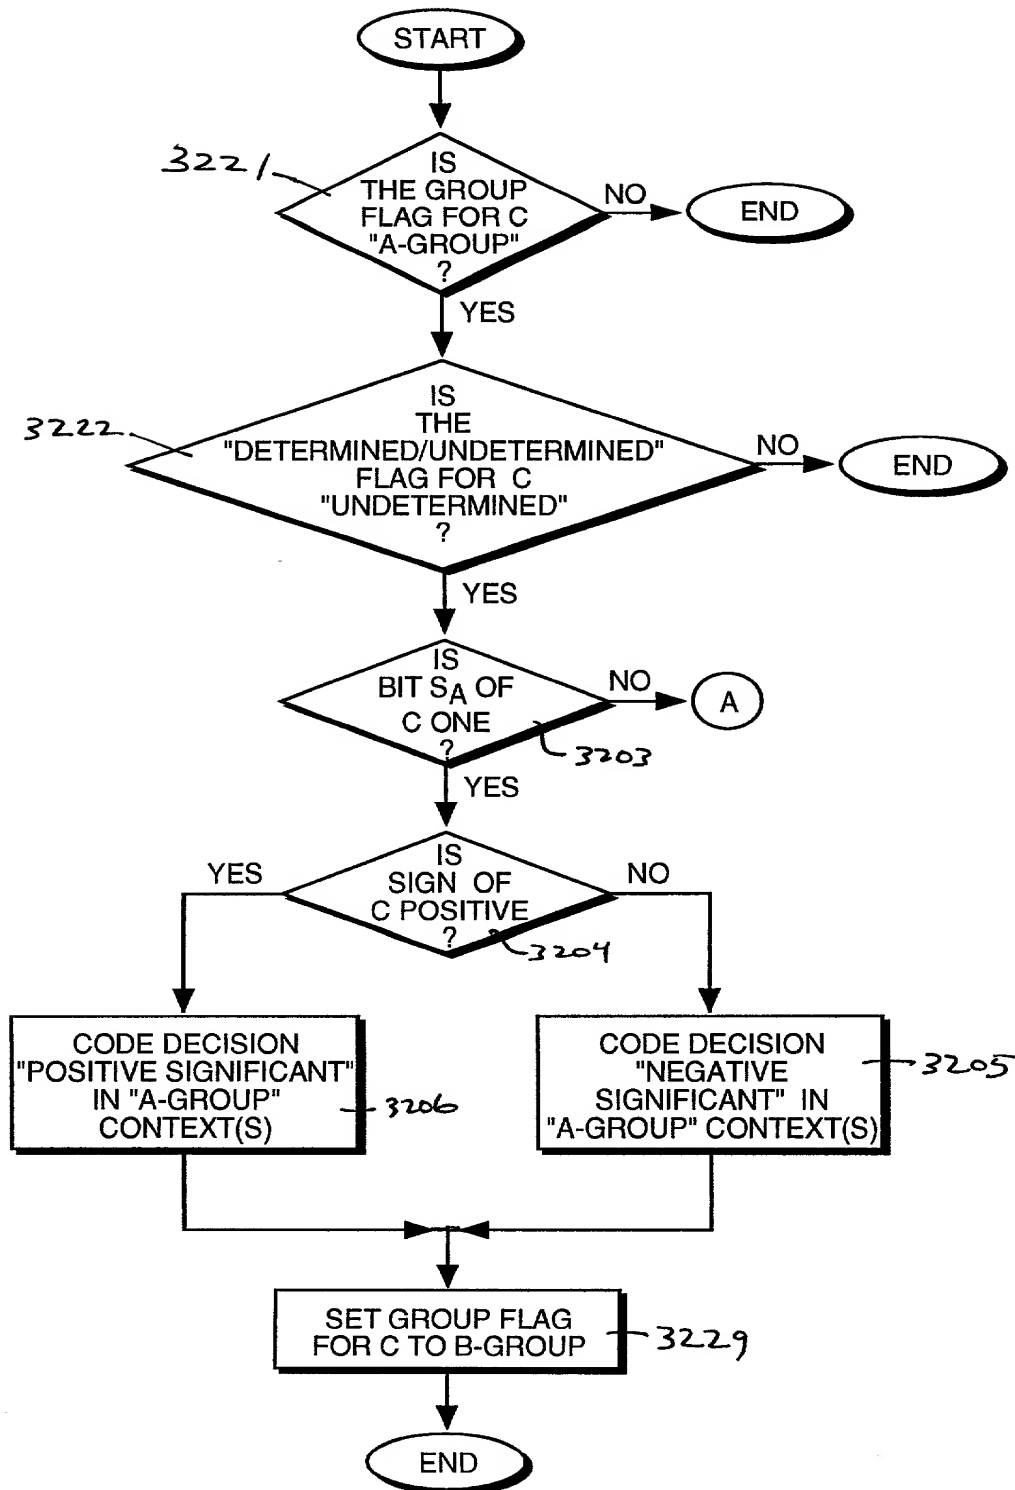 START
3221
IS
THE GROUP
FLAG FOR C
"A-GROUP"
?
NO
END
YES
3222
IS
THE
"DETERMINED/UNDETERMINED"
FLAG FOR C
"UNDETERMINED"
?
NO
END
YES
IS
BIT SA OF
C ONE
?
NO
A
3203
YES
IS
SIGN OF
C POSITIVE
?
YES
NO
3204
CODE DECISION
"POSITIVE SIGNIFICANT"
IN "A-GROUP"
CONTEXT(S)
3206
CODE DECISION
"NEGATIVE
SIGNIFICANT" IN
"A-GROUP" CONTEXT(S)
3205
SET GROUP FLAG
FOR C TO B-GROUP
3229
END